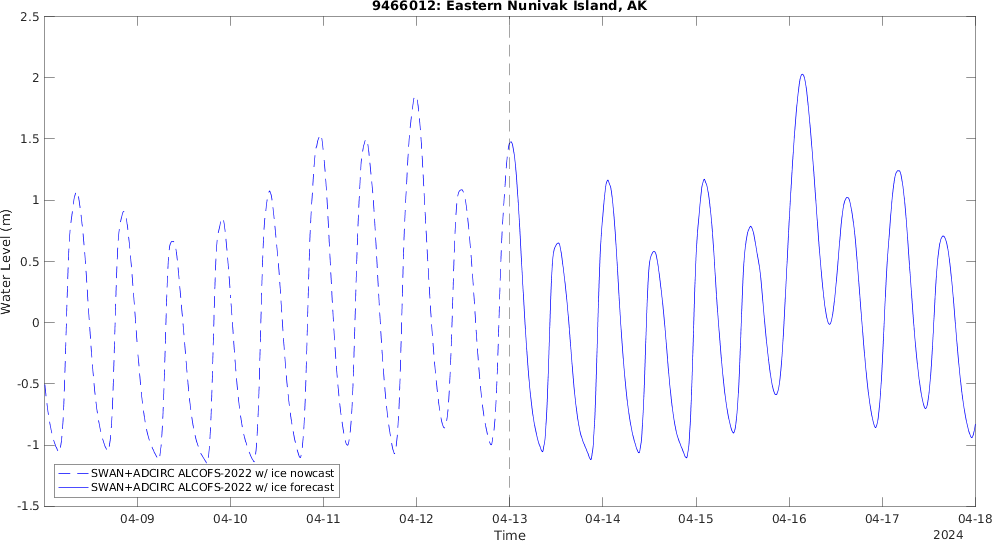 9466012: Eastern Nunivak Island, AK
2.5
2
1.5
1
0.5
0
-0.5
-1
-1.5
Water Level (m)
SWAN+ADCIRC ALCOFS-2022 w/ ice nowcast
SWAN+ADCIRC ALCOFS-2022 w/ ice forecast
04-09 04-10 04-11 04-12 04-13 04-14 04-15 04-16 04-17 04-18
Time
2024